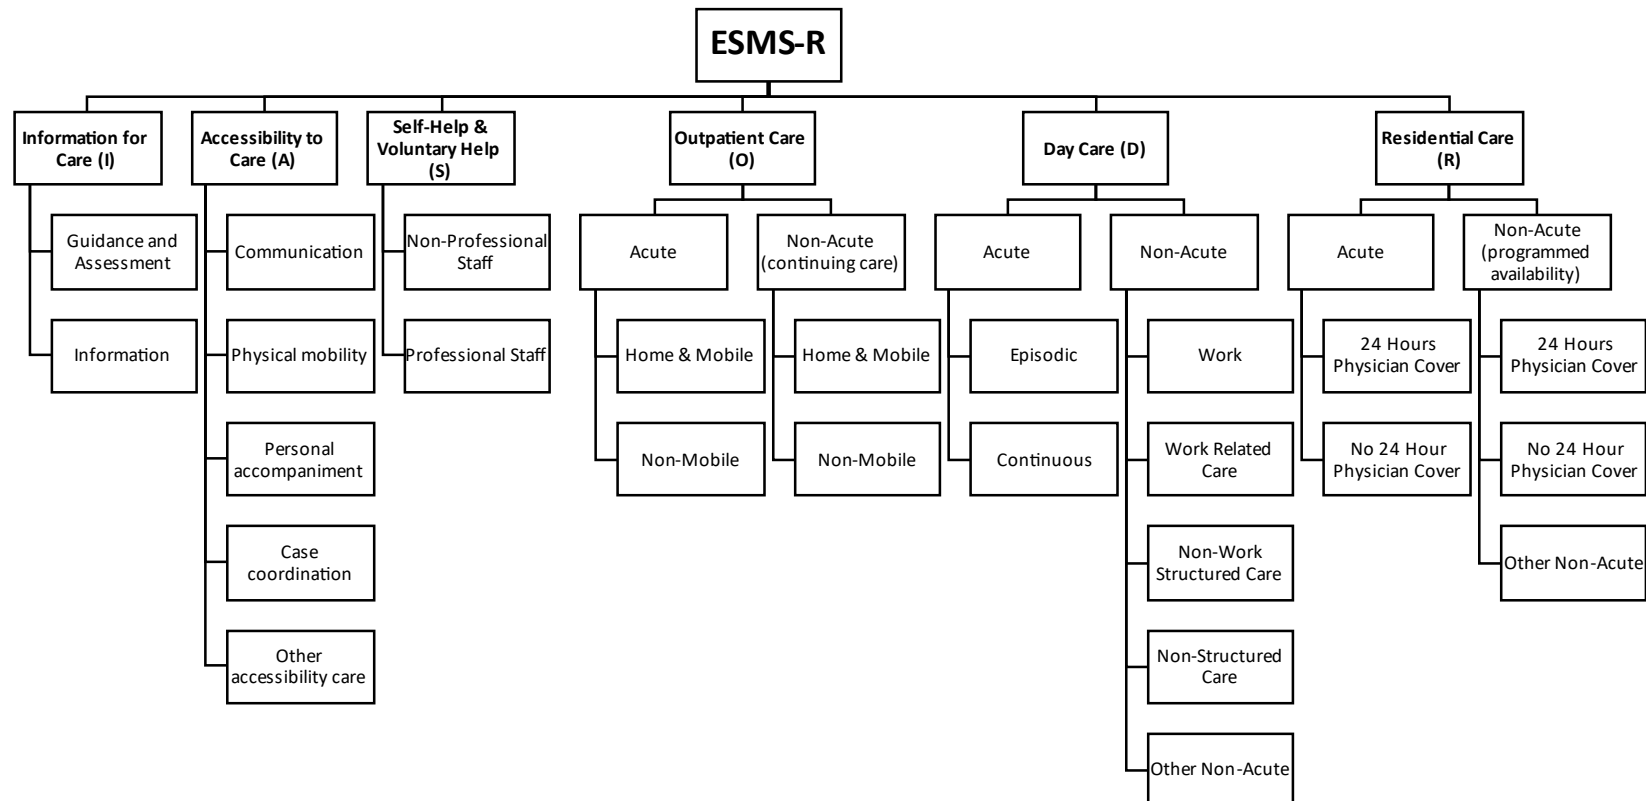 ESMS-R
Information for
Care (I)
Accessibility to
Care (A)
Self-Help &
Voluntary Help
(S)
Outpatient Care
(O)
Day Care (D)
Residential Care
(R)
Guidance and
Assessment
Information
Communication
Physical mobility
Personal
accompaniment
Case
coordination
Other
accessibility care
Non-Professional
Staff
Professional Staff
Acute
Home & Mobile
Non-Mobile
Non-Acute
(continuing care)
Home & Mobile
Non-Mobile
Acute
Episodic
Continuous
Non-Acute
Work
Work Related
Care
Non-Work
Structured Care
Non-Structured
Care
Other Non-Acute
Acute
24 Hours
Physician Cover
No 24 Hour
Physician Cover
Non-Acute
(programmed
availability)
24 Hours
Physician Cover
No 24 Hour
Physician Cover
Other Non-Acute